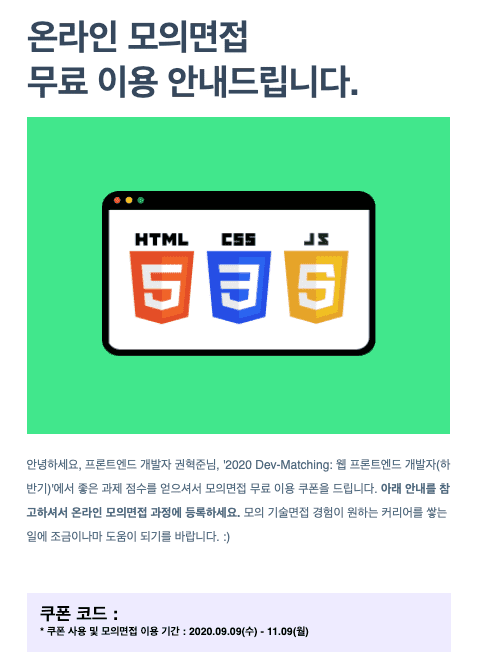 온라인 모의면접
무료 이용 안내드립니다.
HTML CSS JS
5 3 5
안녕하세요, 프론트엔드 개발자 권혁준님, '2020 Dev-Matching: 웹 프론트엔드 개발자(하
반기)'에서 좋은 과제 점수를 얻으셔서 모의면접 무료 이용 쿠폰을 드립니다. 아래 안내를 참
고하셔서 온라인 모의면접 과정에 등록하세요. 모의 기술면접 경험이 원하는 커리어를 쌓는
일에 조금이나마 도움이 되기를 바랍니다. :)
쿠폰 코드 :
* 쿠폰 사용 및 모의면접 이용 기간 : 2020.09.09(수) - 11.09(월)